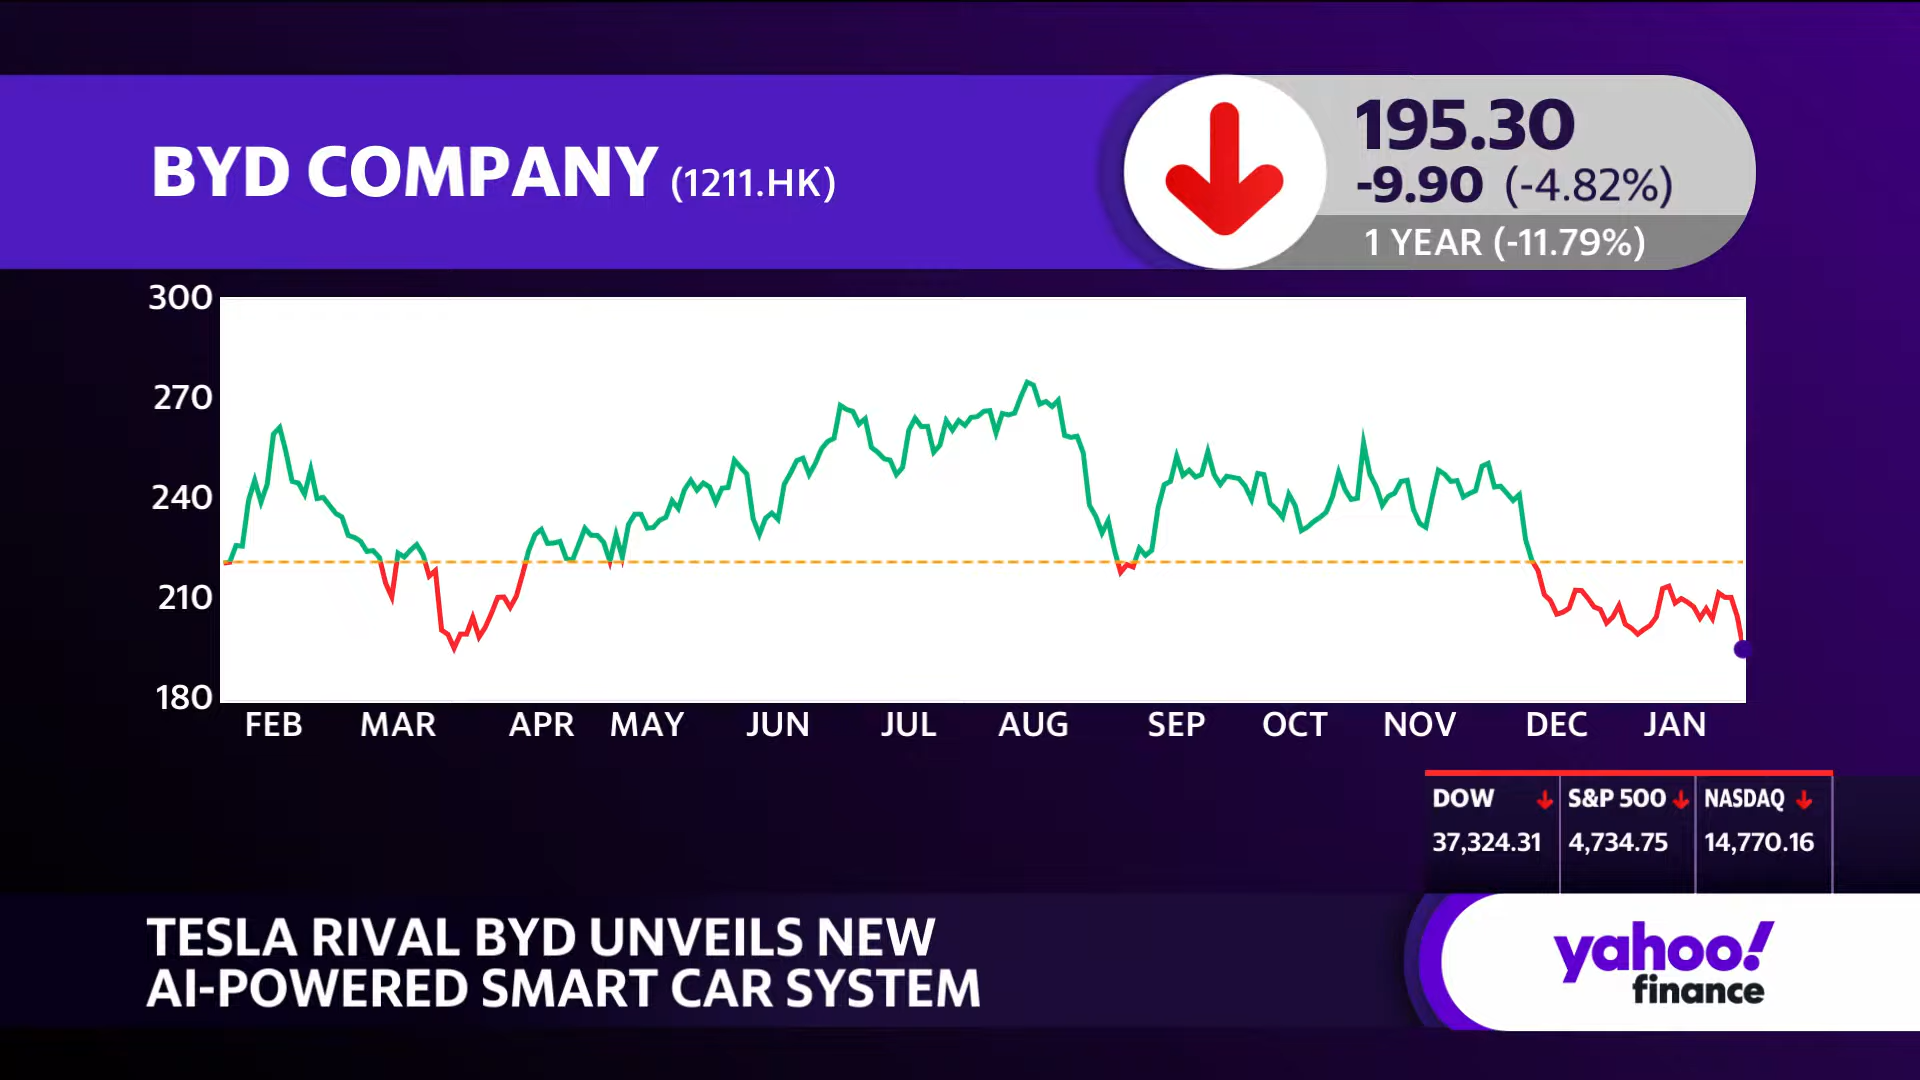 BYD COMPANY (1211.HK)
195.30
-9.90 (-4.82%)
1 YEAR (-11.79%)
300
270
240
210
180
FEB MAR APR MAY JUN JUL AUG SEP OCT NOV DEC JAN
DOW S&P 500 NASDAQ
37,324.31 4,734.75 14,770.16
TESLA RIVAL BYD UNVEILS NEW
AI-POWERED SMART CAR SYSTEM
yahoo!
finance